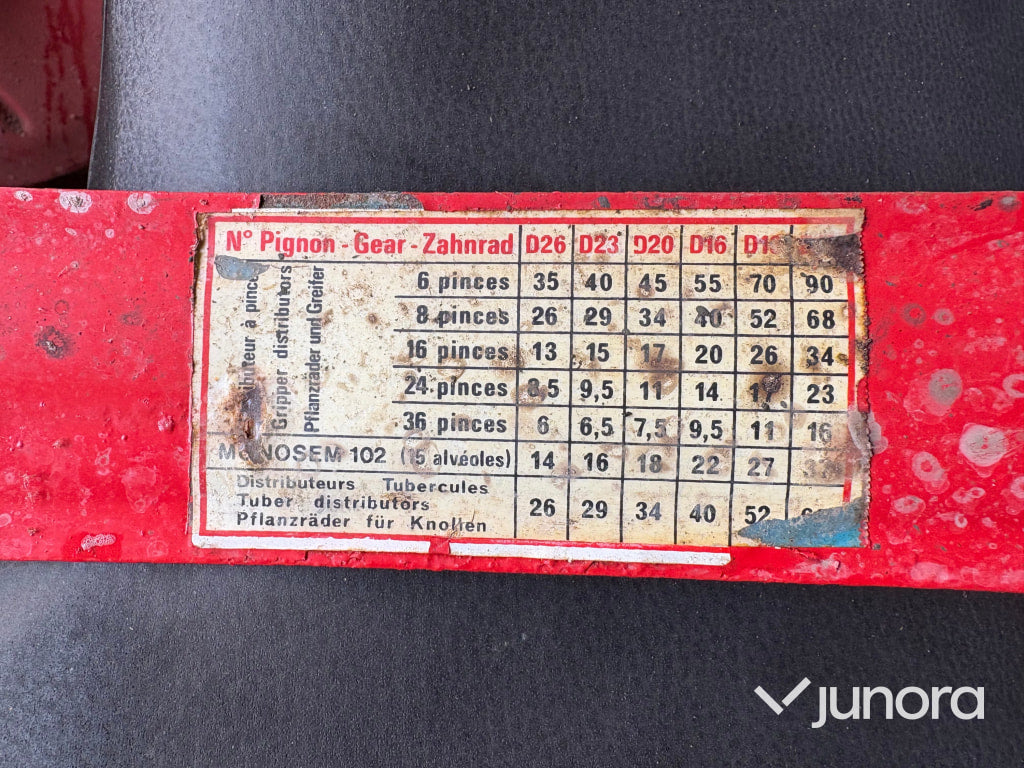 N° Pignon - Gear - Zahnrad D26 D23 D20 D16
Gripper distributors
Pflanzräder und Greifer
6 pinces 35 40 45 55 70 90
8 pinces 26 29 34 40 52 68
16 pinces 13 15 17 20 26 34
24 pinces 8,5 9,5 11 14 17 23
36 pinces 6 6,5 7,5 9,5 11 16
MONOSEM 102 (15 alvéoles) 14 16 18 22 27
Distributeurs Tubercules
Tuber distributors
Pflanzräder für Knollen
26 29 34 40 52
junora